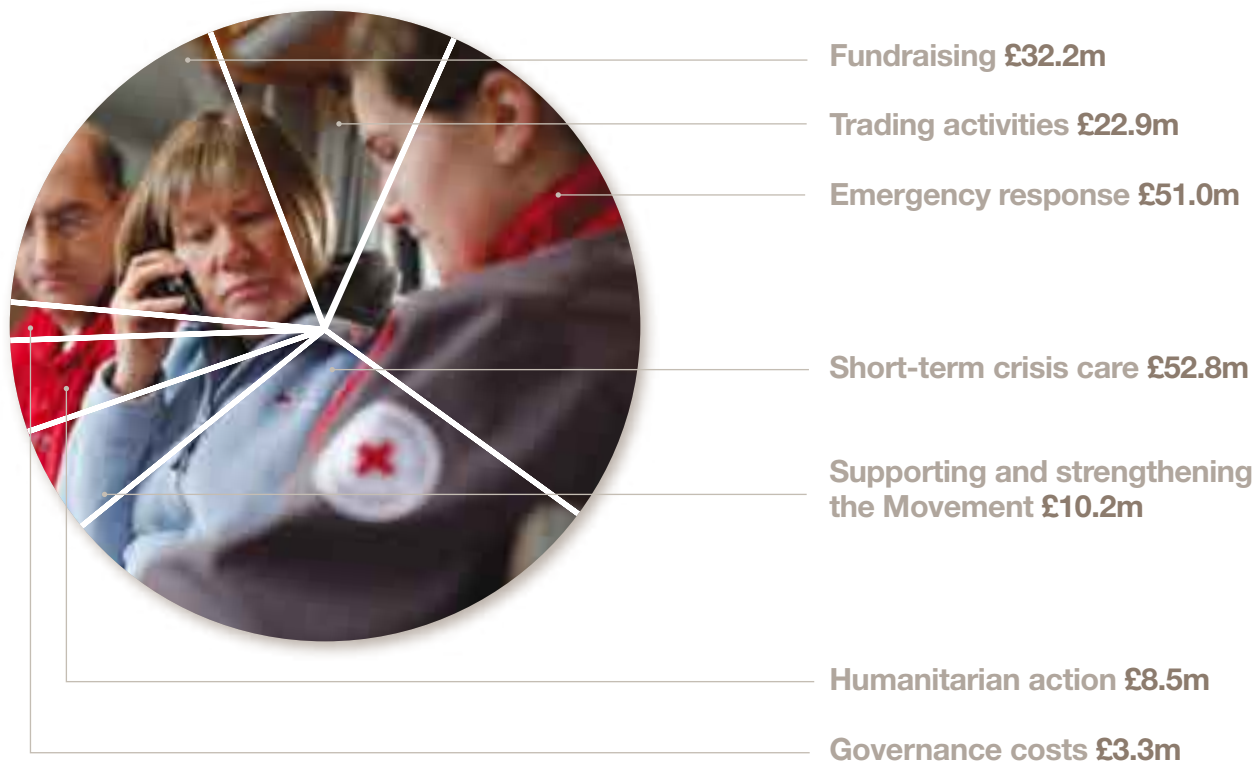 Fundraising £32.2m
Trading activities £22.9m
Emergency response £51.0m
Short-term crisis care £52.8m
Supporting and strengthening
the Movement £10.2m
Humanitarian action £8.5m
Governance costs £3.3m